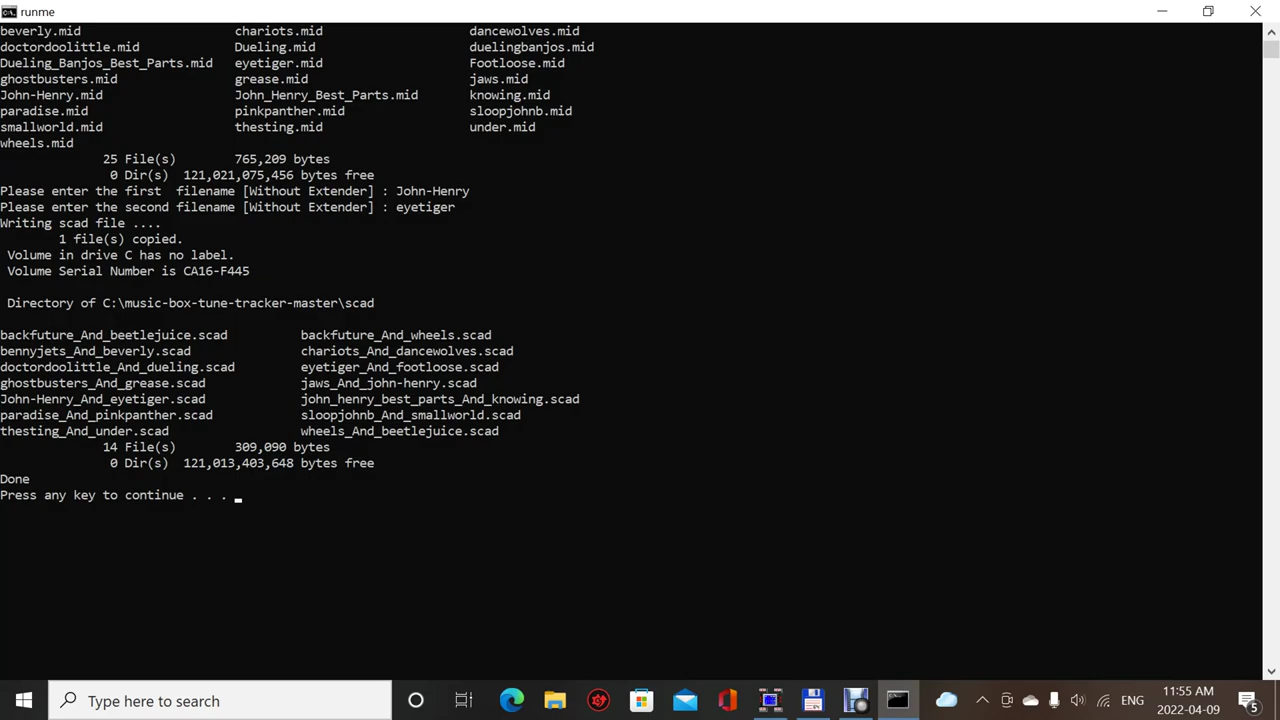 runme
beverly.mid chariots.mid dancewolves.mid
doctordoolittle.mid Dueling.mid duelingbanjos.mid
Dueling_Banjos_Best_Parts.mid eyetiger.mid Footloose.mid
ghostbusters.mid grease.mid jaws.mid
John-Henry.mid John_Henry_Best_Parts.mid knowing.mid
paradise.mid pinkpanther.mid sloopjohnb.mid
smallworld.mid thesting.mid under.mid
wheels.mid
25 File(s) 765,209 bytes
0 Dir(s) 121,021,075,456 bytes free
Please enter the first  filename [Without Extender] : John-Henry
Please enter the second filename [Without Extender] : eyetiger
Writing scad file ....
1 file(s) copied.
Volume in drive C has no label.
Volume Serial Number is CA16-F445
Directory of C:\music-box-tune-tracker-master\scad
backfuture_And_beetlejuice.scad backfuture_And_wheels.scad
bennyjets_And_beverly.scad chariots_And_dancewolves.scad
doctordoolittle_And_dueling.scad eyetiger_And_footloose.scad
ghostbusters_And_grease.scad jaws_And_john-henry.scad
John-Henry_And_eyetiger.scad john_henry_best_parts_And_knowing.scad
paradise_And_pinkpanther.scad sloopjohnb_And_smallworld.scad
thesting_And_under.scad wheels_And_beetlejuice.scad
14 File(s) 309,090 bytes
0 Dir(s) 121,013,403,648 bytes free
Done
Press any key to continue . . . _
Type here to search
ENG
11:55 AM
2022-04-09
5